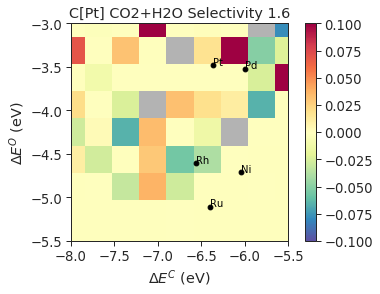 C[Pt] CO2+H2O Selectivity 1.6
−3.0
−3.5
−4.0
−4.5
−5.0
−5.5
ΔE^O (eV)
Pt
Pd
Rh
Ni
Ru
−8.0 −7.5 −7.0 −6.5 −6.0 −5.5
ΔE^C (eV)
0.100
0.075
0.050
0.025
0.000
−0.025
−0.050
−0.075
−0.100